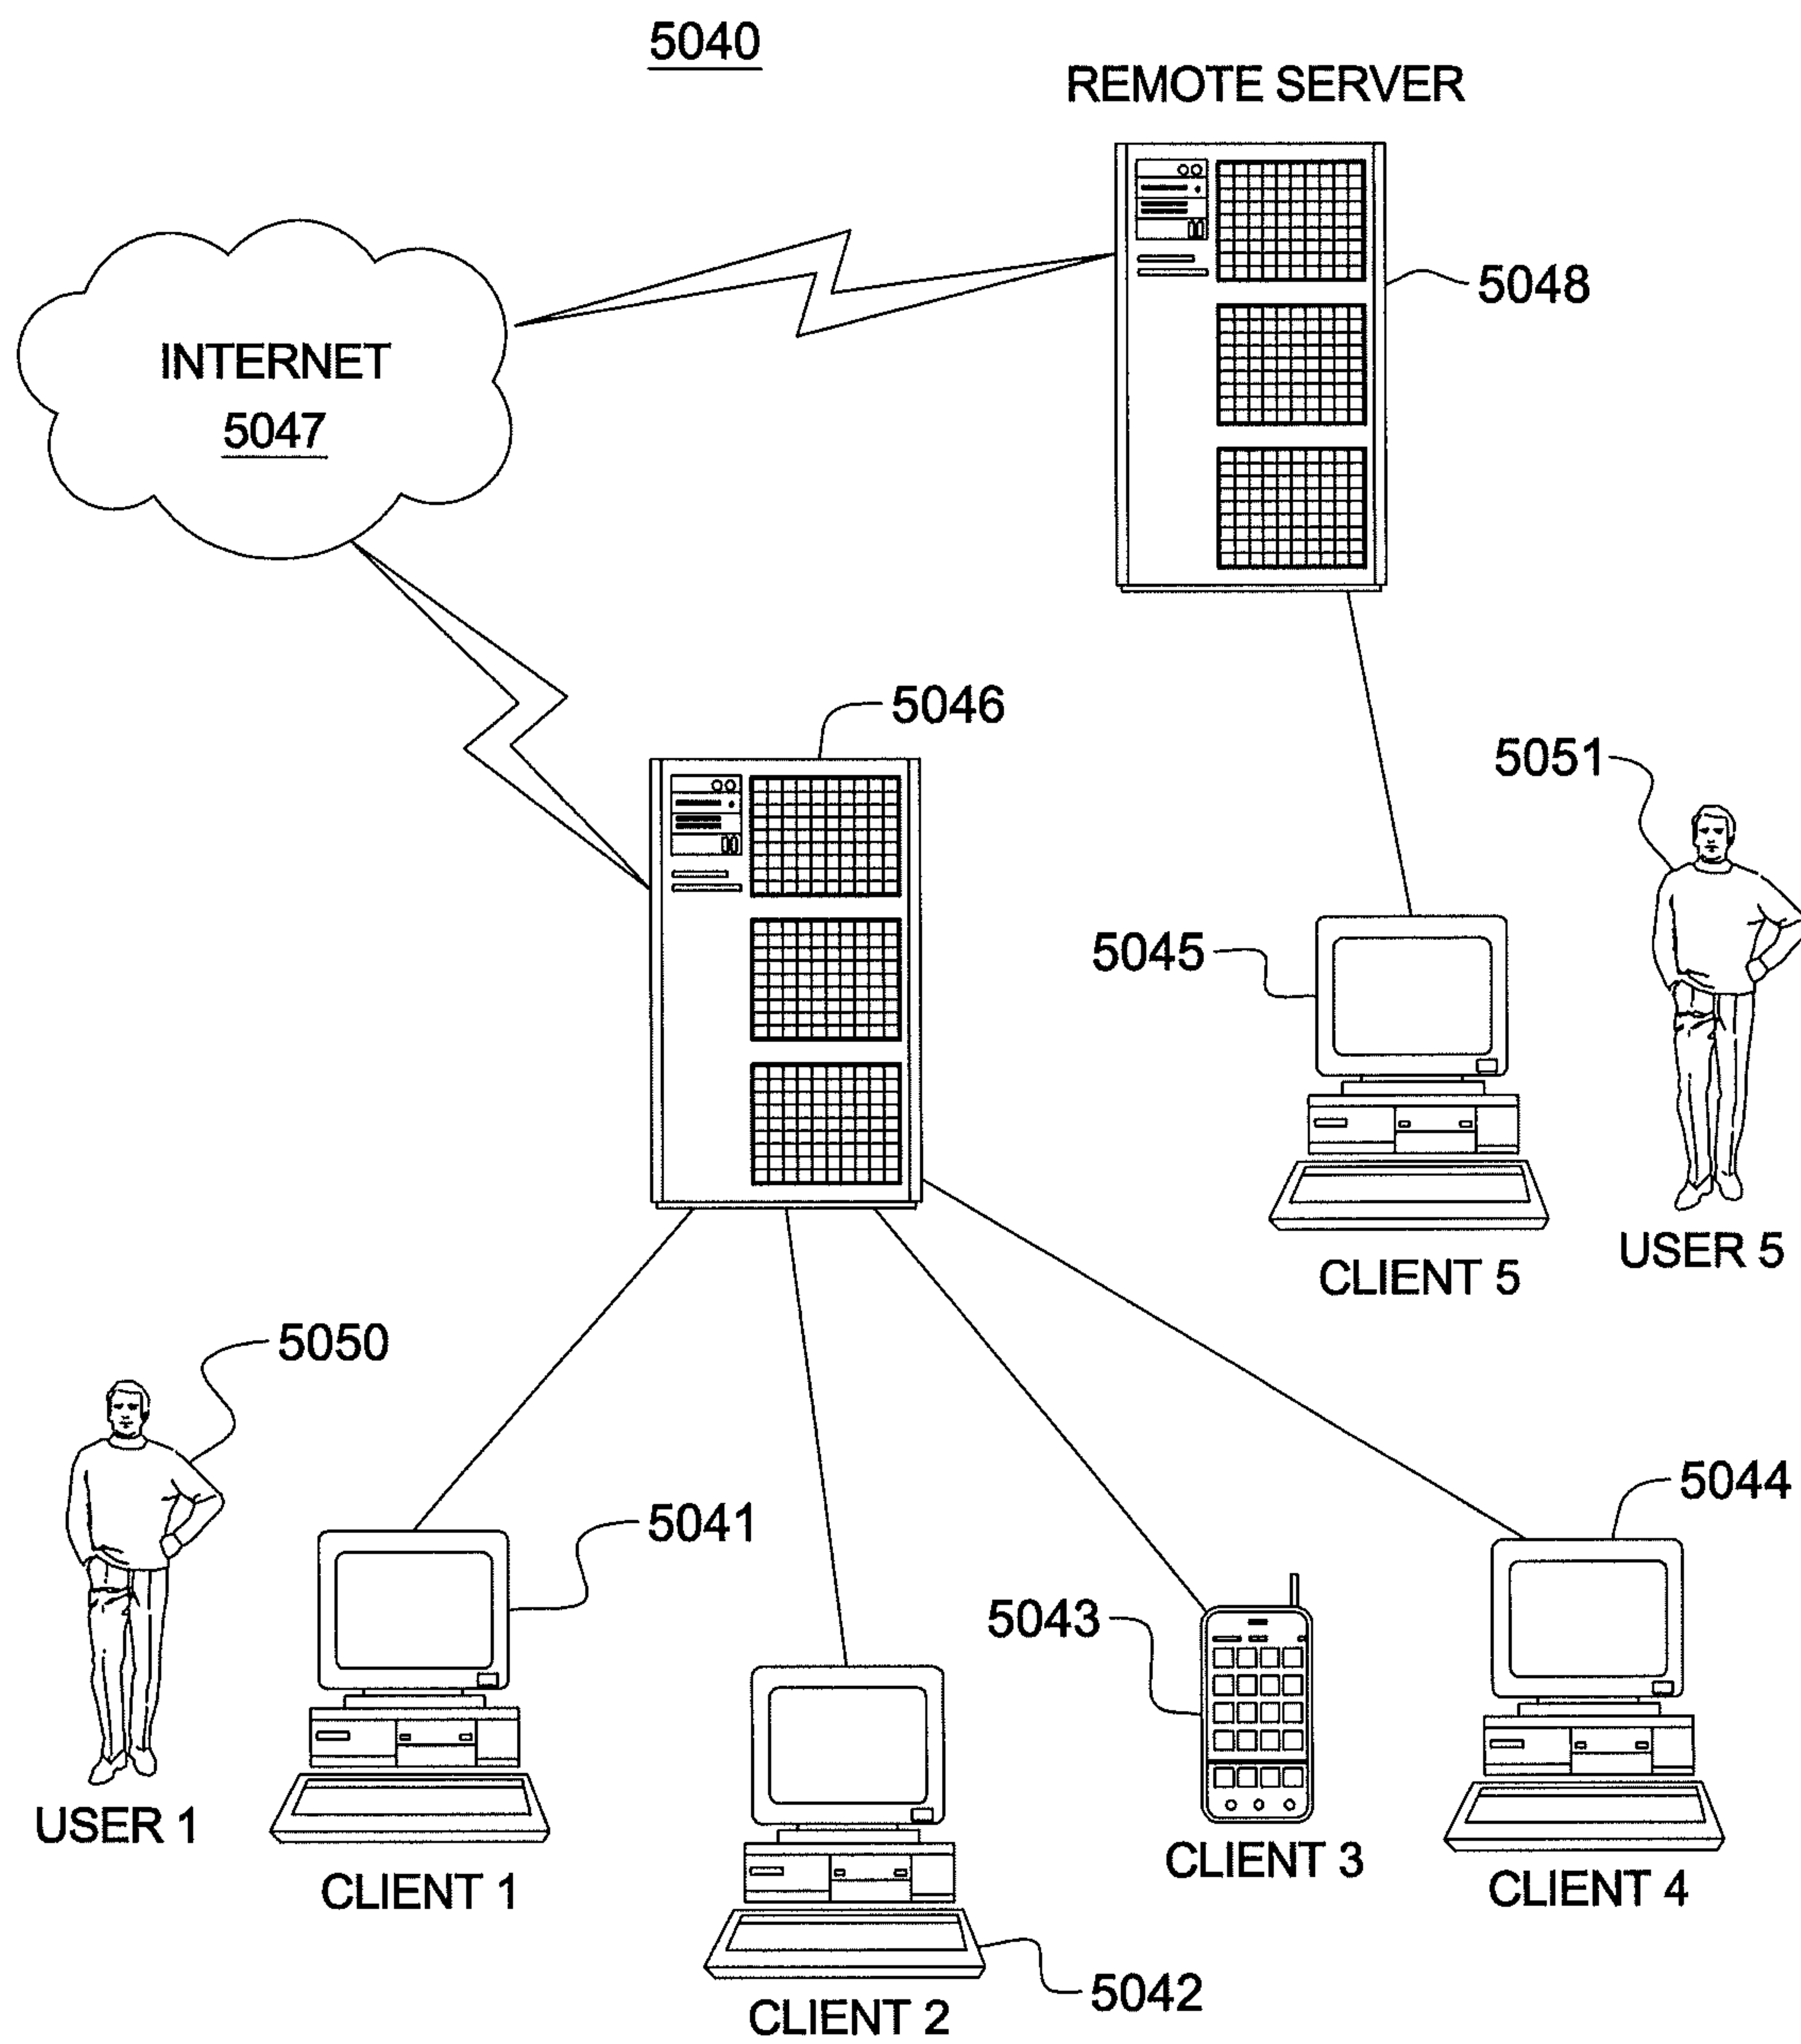 5040
REMOTE SERVER
5048
INTERNET
5047
5046
5051
5045
USER 5
CLIENT 5
5050
5044
5041
5043
USER 1
CLIENT 3
CLIENT 1
CLIENT 4
5042
CLIENT 2